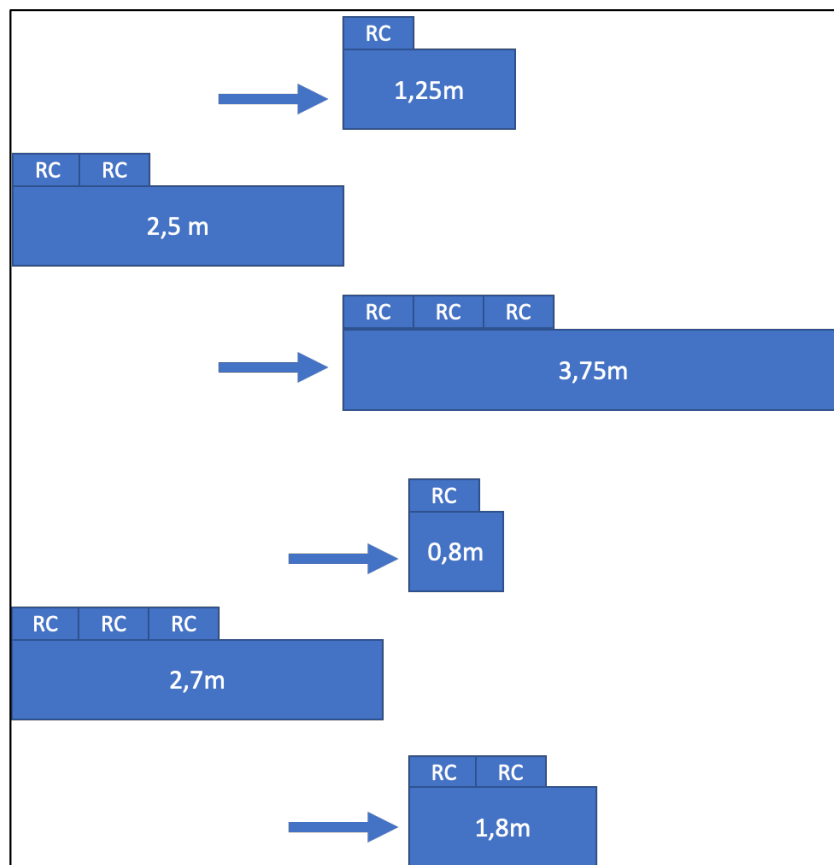 RC
1,25m
RC RC
2,5 m
RC RC RC
3,75m
RC
0,8m
RC RC RC
2,7m
RC RC
1,8m